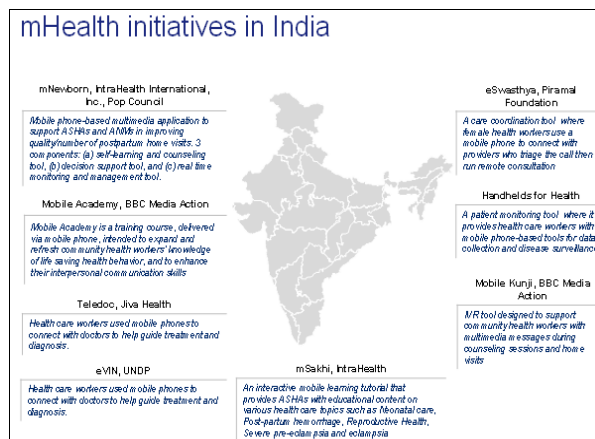 mHealth initiatives in India
mNewborn, IntraHealth International,
Inc., Pop Council
Mobile phone-based multimedia application to
support ASHAs and ANMs in improving
quality/number of postpartum home visits. 3
components: (a) self-learning and counseling
tool, (b) decision support tool, and (c) real time
monitoring and management tool.
Mobile Academy, BBC Media Action
Mobile Academy is a training course, delivered
via mobile phone, intended to expand and
refresh community health workers' knowledge
of life saving health behavior, and to enhance
their interpersonal communication skills
Teledoc, Jiva Health
Health care workers used mobile phones to
connect with doctors to help guide treatment and
diagnosis.
eVIN, UNDP
Health care workers used mobile phones to
connect with doctors to help guide treatment and
diagnosis.
mSakhi, IntraHealth
An interactive mobile learning tutorial that
provides ASHAs with educational content on
various health care topics such as Neonatal care,
Post-partum hemorrhage, Reproductive Health,
Severe pre-eclampsia and eclampsia
eSwasthya, Piramal
Foundation
A care coordination tool where
female health workers use a
mobile phone to connect with
providers who triage the call then
run remote consultation
Handhelds for Health
A patient monitoring tool where it
provides health care workers with
mobile phone-based tools for data
collection and disease surveillance
Mobile Kunji, BBC Media
Action
IVR tool designed to support
community health workers with
multimedia messages during
counseling sessions and home
visits